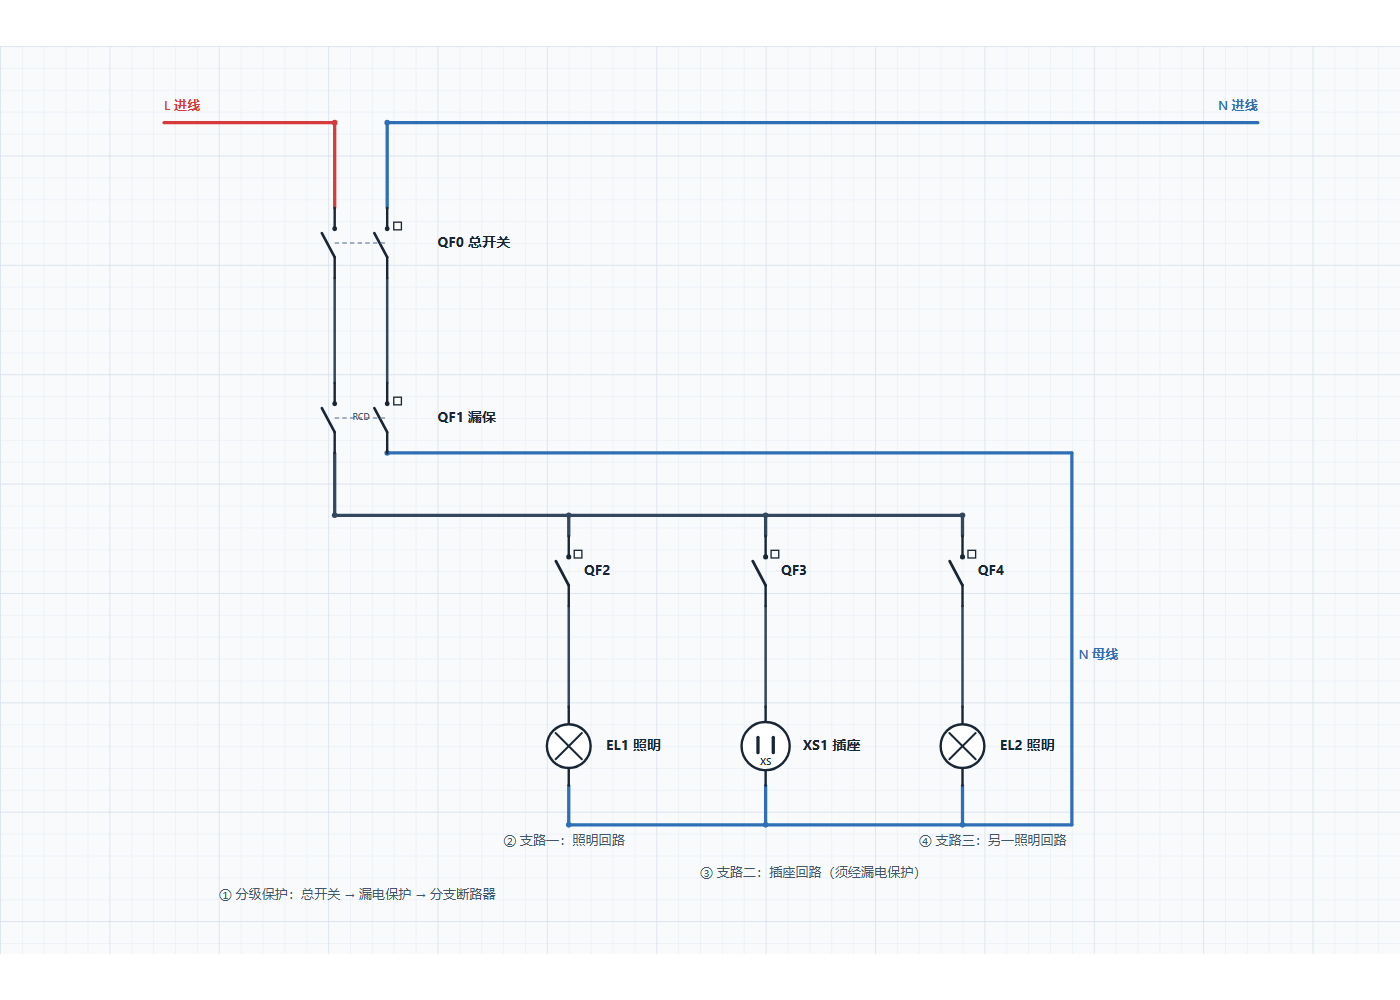 L 进线
N 进线
QF0 总开关
RCD
QF1 漏保
QF2
QF3
QF4
N 母线
EL1 照明
XS
XS1 插座
EL2 照明
② 支路一：照明回路
④ 支路三：另一照明回路
③ 支路二：插座回路（须经漏电保护）
① 分级保护：总开关 → 漏电保护 → 分支断路器